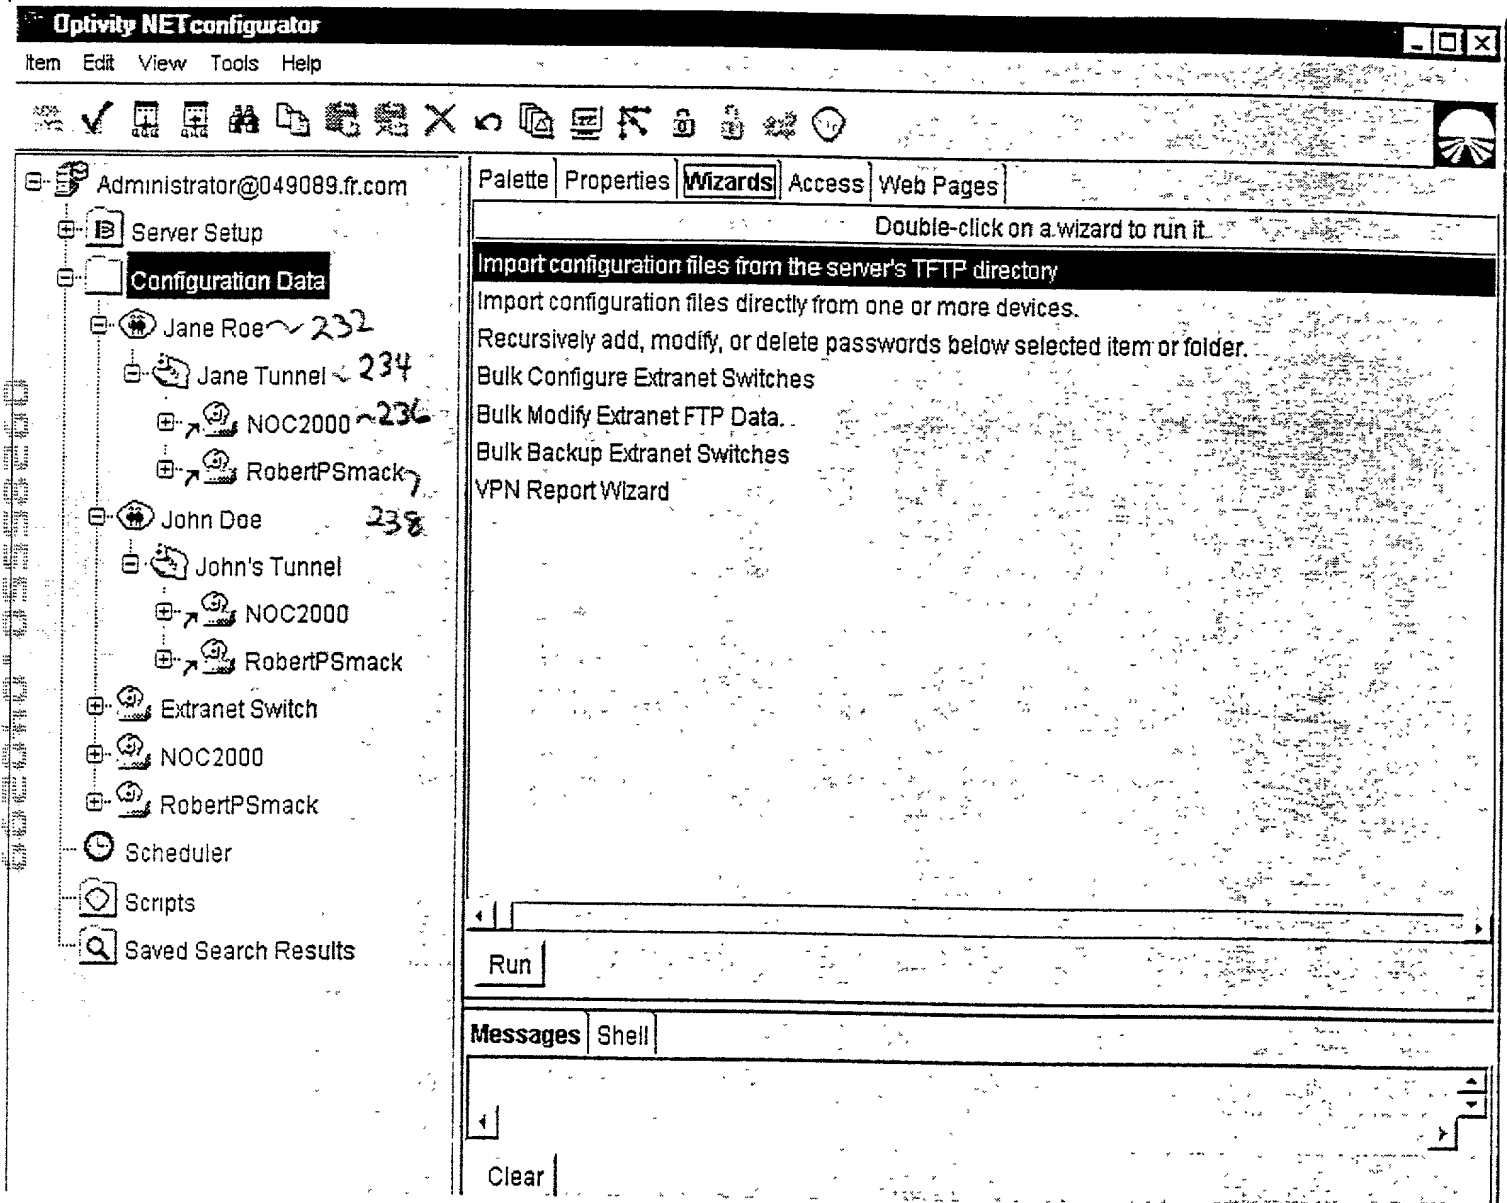 Optivity NETconfigurator
Item Edit View Tools Help
Administrator@049089.fr.com
Server Setup
Configuration Data
Jane Roe 232
Jane Tunnel 234
NOC2000 236
RobertPSmack
John Doe 238
John's Tunnel
NOC2000
RobertPSmack
Extranet Switch
NOC2000
RobertPSmack
Scheduler
Scripts
Saved Search Results
Palette Properties Wizards Access Web Pages
Double-click on a wizard to run it.
Import configuration files from the server's TFTP directory
Import configuration files directly from one or more devices.
Recursively add, modify, or delete passwords below selected item or folder.
Bulk Configure Extranet Switches
Bulk Modify Extranet FTP Data.
Bulk Backup Extranet Switches
VPN Report Wizard
Run
Messages Shell
Clear